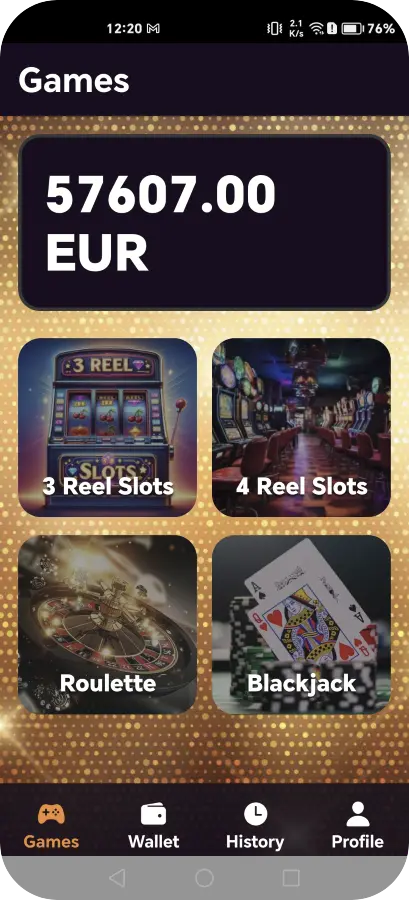 12:20
2.1
K/s
76%
Games
57607.00
EUR
3 REEL
SLOTS
3 Reel Slots
4 Reel Slots
Roulette
A
Q
Blackjack
Games
Wallet
History
Profile